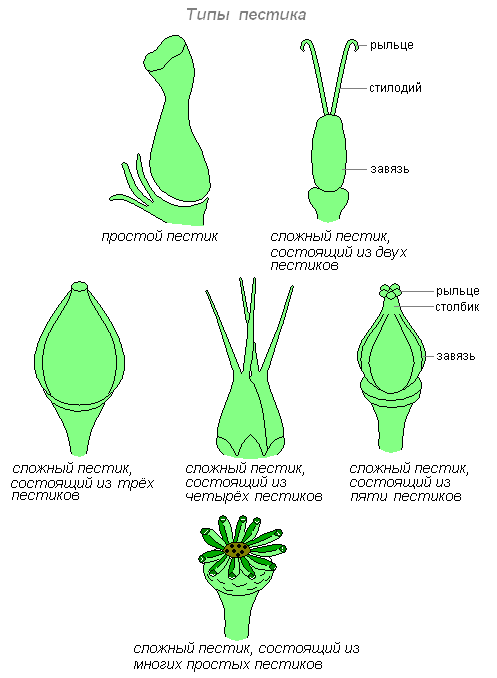 Типы пестика
рыльце
стилодий
завязь
простой пестик
сложный пестик,
состоящий из двух
пестиков
рыльце
столбик
завязь
сложный пестик,
состоящий из трёх
пестиков
сложный пестик,
состоящий из
четырёх пестиков
сложный пестик,
состоящий из
пяти пестиков
сложный пестик, состоящий из
многих простых пестиков